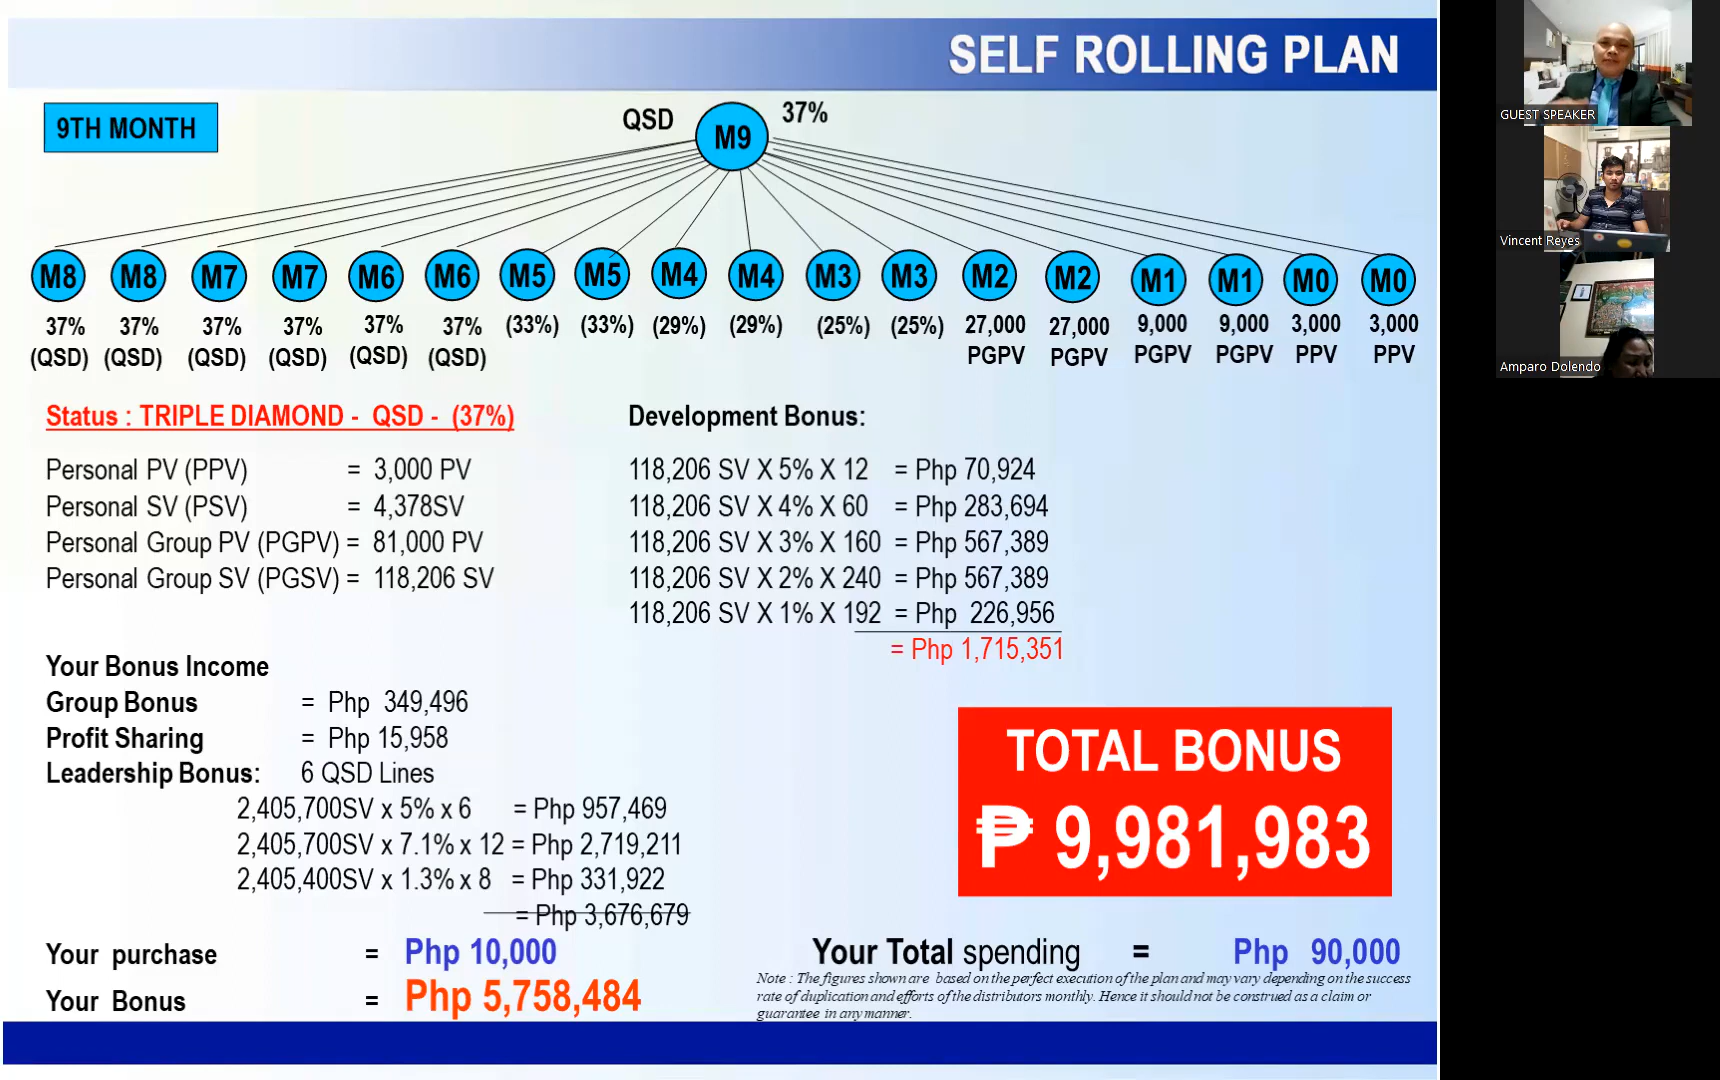 SELF ROLLING PLAN
9TH MONTH
QSD
M9
37%
M8 M8 M7 M7 M6 M6 M5 M5 M4 M4 M3 M3 M2 M2 M1 M1 M0 M0
37% 37% 37% 37% 37% 37% (33%) (33%) (29%) (29%) (25%) (25%) 27,000 27,000 9,000 9,000 3,000 3,000
(QSD) (QSD) (QSD) (QSD) (QSD) (QSD) PGPV PGPV PGPV PGPV PPV PPV
Status : TRIPLE DIAMOND - QSD - (37%)
Personal PV (PPV) = 3,000 PV
Personal SV (PSV) = 4,378SV
Personal Group PV (PGPV) = 81,000 PV
Personal Group SV (PGSV) = 118,206 SV
Development Bonus:
118,206 SV X 5% X 12 = Php 70,924
118,206 SV X 4% X 60 = Php 283,694
118,206 SV X 3% X 160 = Php 567,389
118,206 SV X 2% X 240 = Php 567,389
118,206 SV X 1% X 192 = Php 226,956
= Php 1,715,351
Your Bonus Income
Group Bonus = Php 349,496
Profit Sharing = Php 15,958
Leadership Bonus: 6 QSD Lines
2,405,700SV x 5% x 6 = Php 957,469
2,405,700SV x 7.1% x 12 = Php 2,719,211
2,405,400SV x 1.3% x 8 = Php 331,922
= Php 3,676,679
TOTAL BONUS
₱ 9,981,983
Your purchase = Php 10,000
Your Bonus = Php 5,758,484
Your Total spending = Php 90,000
Note : The figures shown are based on the perfect execution of the plan and may vary depending on the success
rate of duplication and efforts of the distributors monthly. Hence it should not be construed as a claim or
guarantee in any manner.
GUEST SPEAKER
Vincent Reyes
Amparo Dolendo